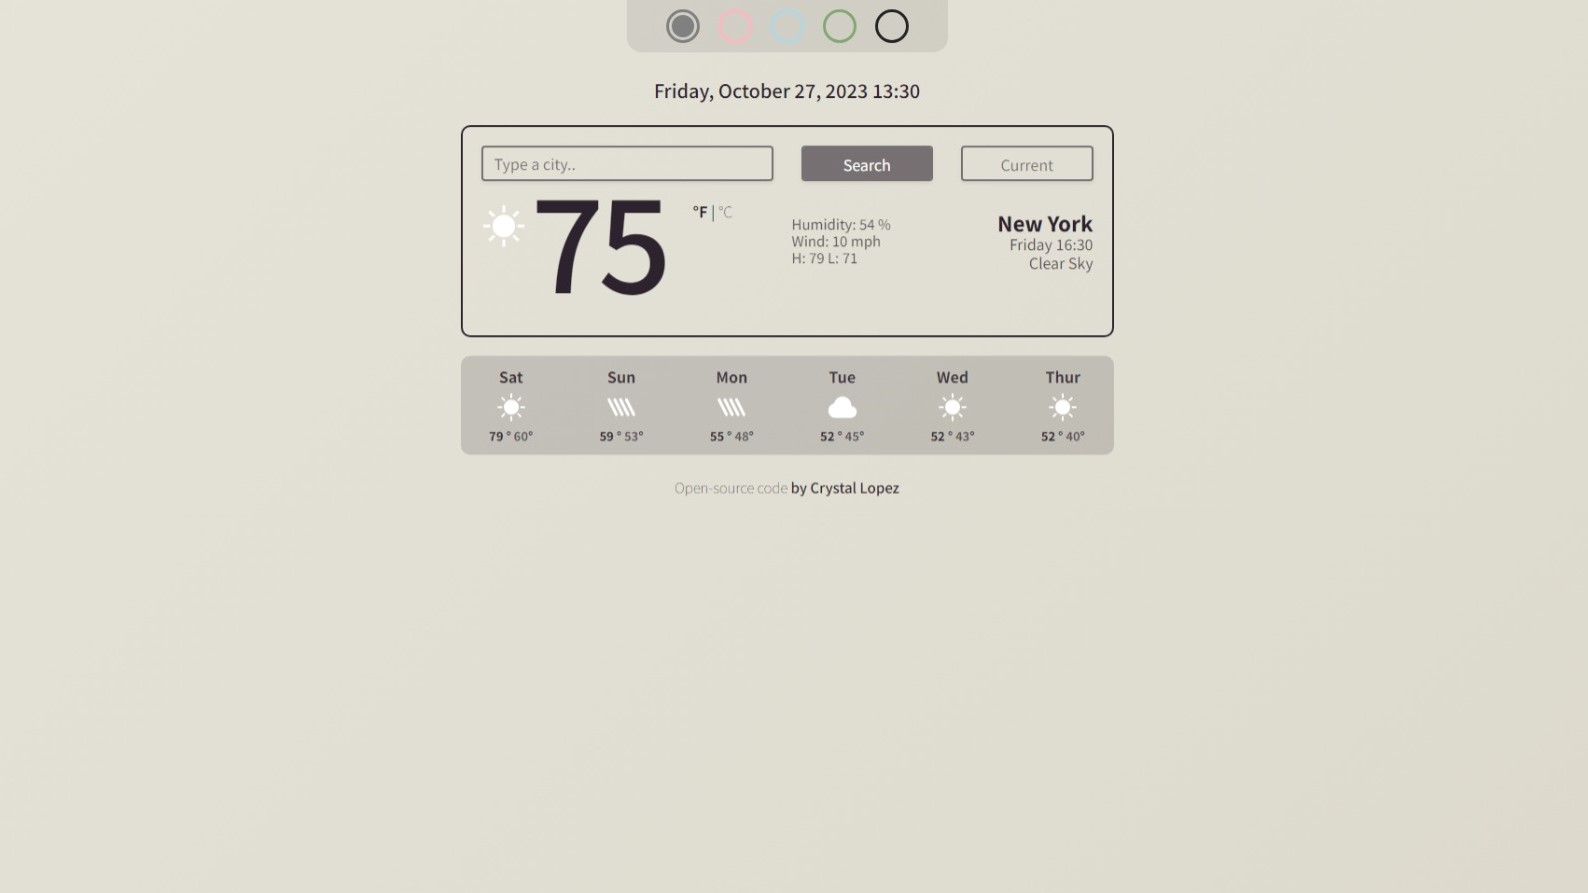 Friday, October 27, 2023 13:30
Type a city..
Search
Current
75
°F | °C
Humidity: 54 %
Wind: 10 mph
H: 79 L: 71
New York
Friday 16:30
Clear Sky
Sat Sun Mon Tue Wed Thur
79 ° 60° 59 ° 53° 55 ° 48° 52 ° 45° 52 ° 43° 52 ° 40°
Open-source code by Crystal Lopez